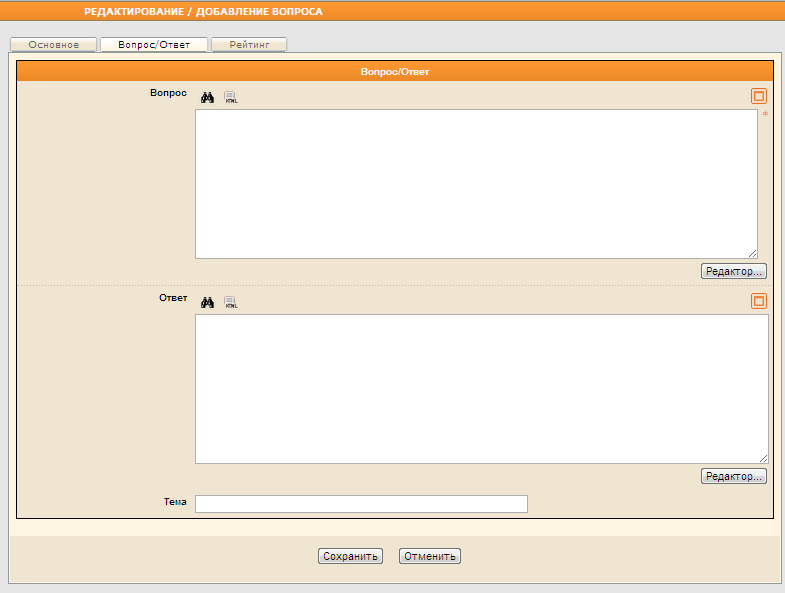 РЕДАКТИРОВАНИЕ / ДОБАВЛЕНИЕ ВОПРОСА
Основное Вопрос/Ответ Рейтинг
Вопрос/Ответ
Вопрос HTML
*
Редактор...
Ответ HTML
Редактор...
Тема
Сохранить Отменить